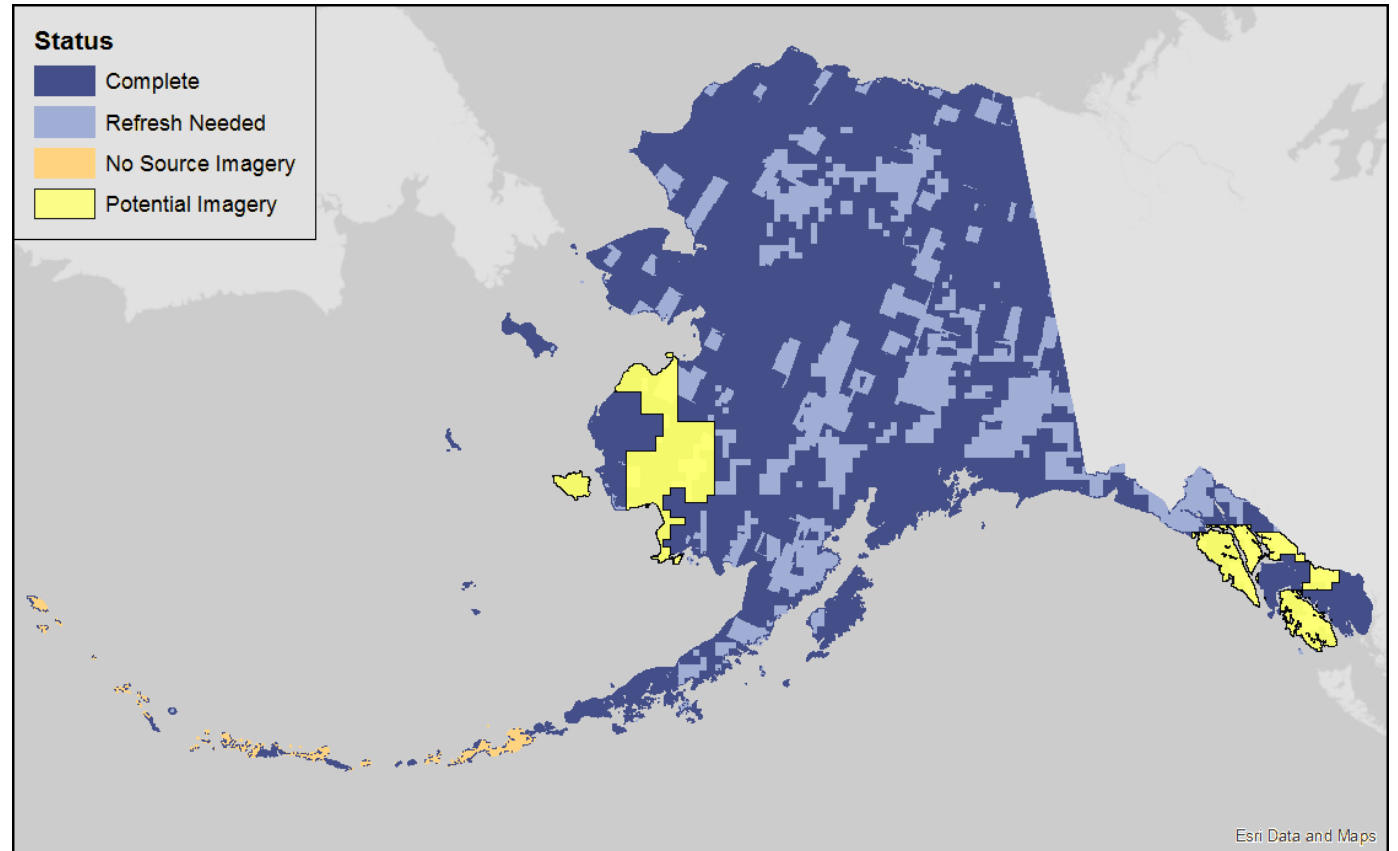 Status
Complete
Refresh Needed
No Source Imagery
Potential Imagery
Esri Data and Maps